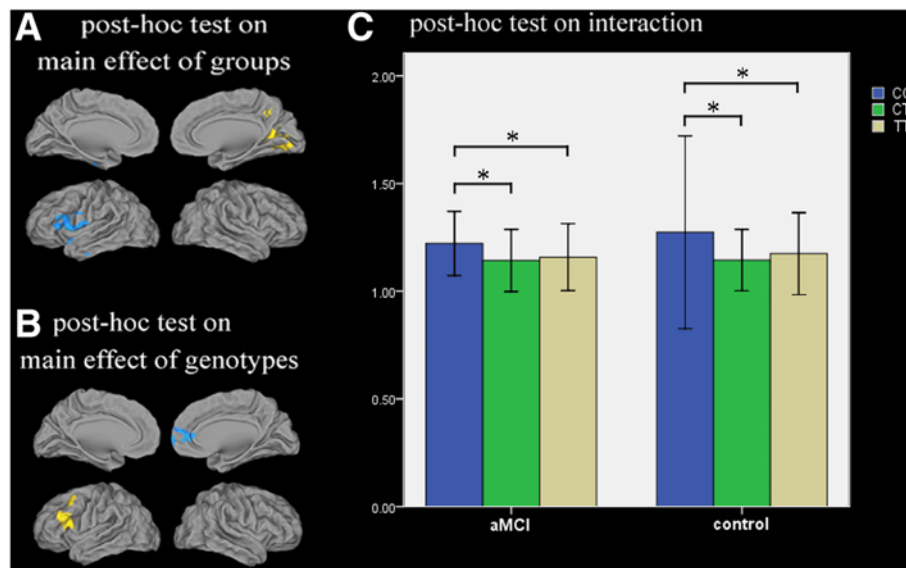 A post-hoc test on
main effect of groups
B post-hoc test on
main effect of genotypes
C post-hoc test on interaction
2.00
1.50
1.00
0.50
0.00
* * * *
aMCI control
CT